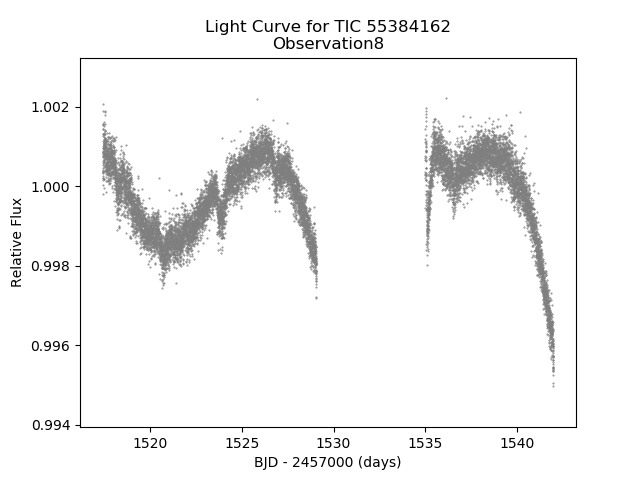 Light Curve for TIC 55384162
Observation8
1.002
1.000
0.998
0.996
0.994
Relative Flux
1520
1525
1530
1535
1540
BJD - 2457000 (days)